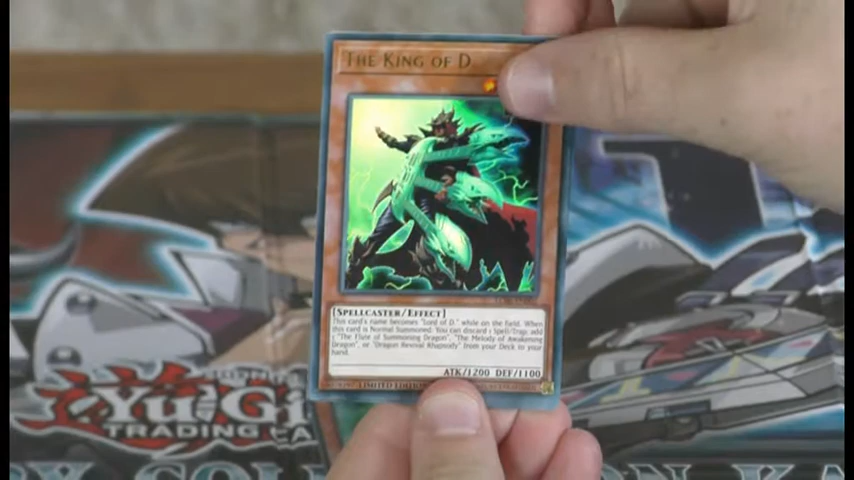 THE KING OF D
[SPELLCASTER/EFFECT]
This card's name becomes "Lord of D." while on the field. When
this card is Normal Summoned: You can discard 1 Spell/Trap; add
1 "The Flute of Summoning Dragon", "The Melody of Awakening
Dragon", or "Dragon Revival Rhapsody" from your Deck to your
hand.
ATK/1200 DEF/1100
LIMITED EDITION
Yu-Gi
TRADING CA